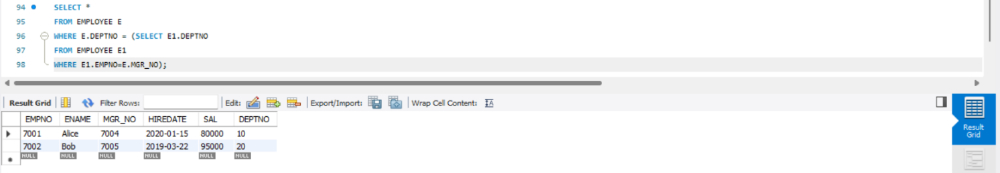 94 SELECT *
95 FROM EMPLOYEE E
96 WHERE E.DEPTNO = (SELECT E1.DEPTNO
97 FROM EMPLOYEE E1
98 WHERE E1.EMPNO=E.MGR_NO);
Result Grid Filter Rows: Edit: Export/Import: Wrap Cell Content: IA
EMPNO ENAME MGR_NO HIREDATE SAL DEPTNO
7001 Alice 7004 2020-01-15 80000 10
7002 Bob 7005 2019-03-22 95000 20
NULL NULL NULL NULL NULL NULL
Result
Grid